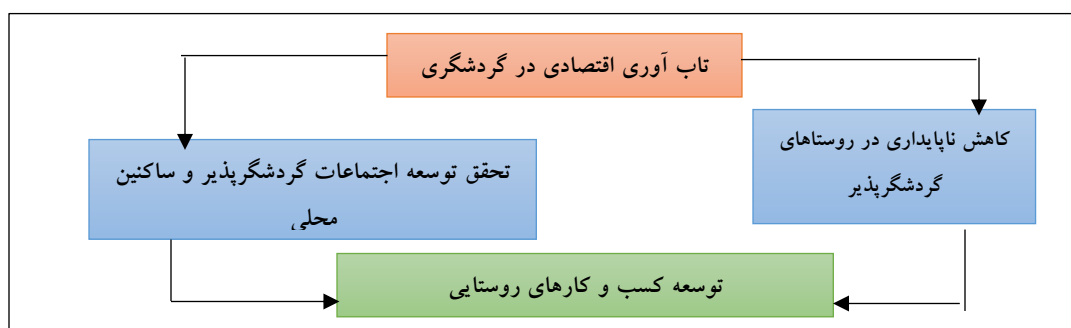 تاب آوری اقتصادی در گردشگری
کاهش ناپایداری در روستاهای
گردشگرپذیر
تحقق توسعه اجتماعات گردشگرپذیر و ساکنین
محلی
توسعه کسب و کارهای روستایی